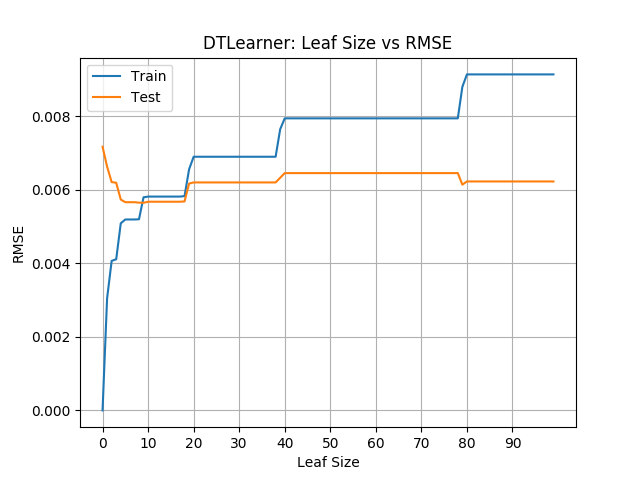 DTLearner: Leaf Size vs RMSE
Train
Test
0.008
0.006
0.004
0.002
0.000
RMSE
0 10 20 30 40 50 60 70 80 90
Leaf Size